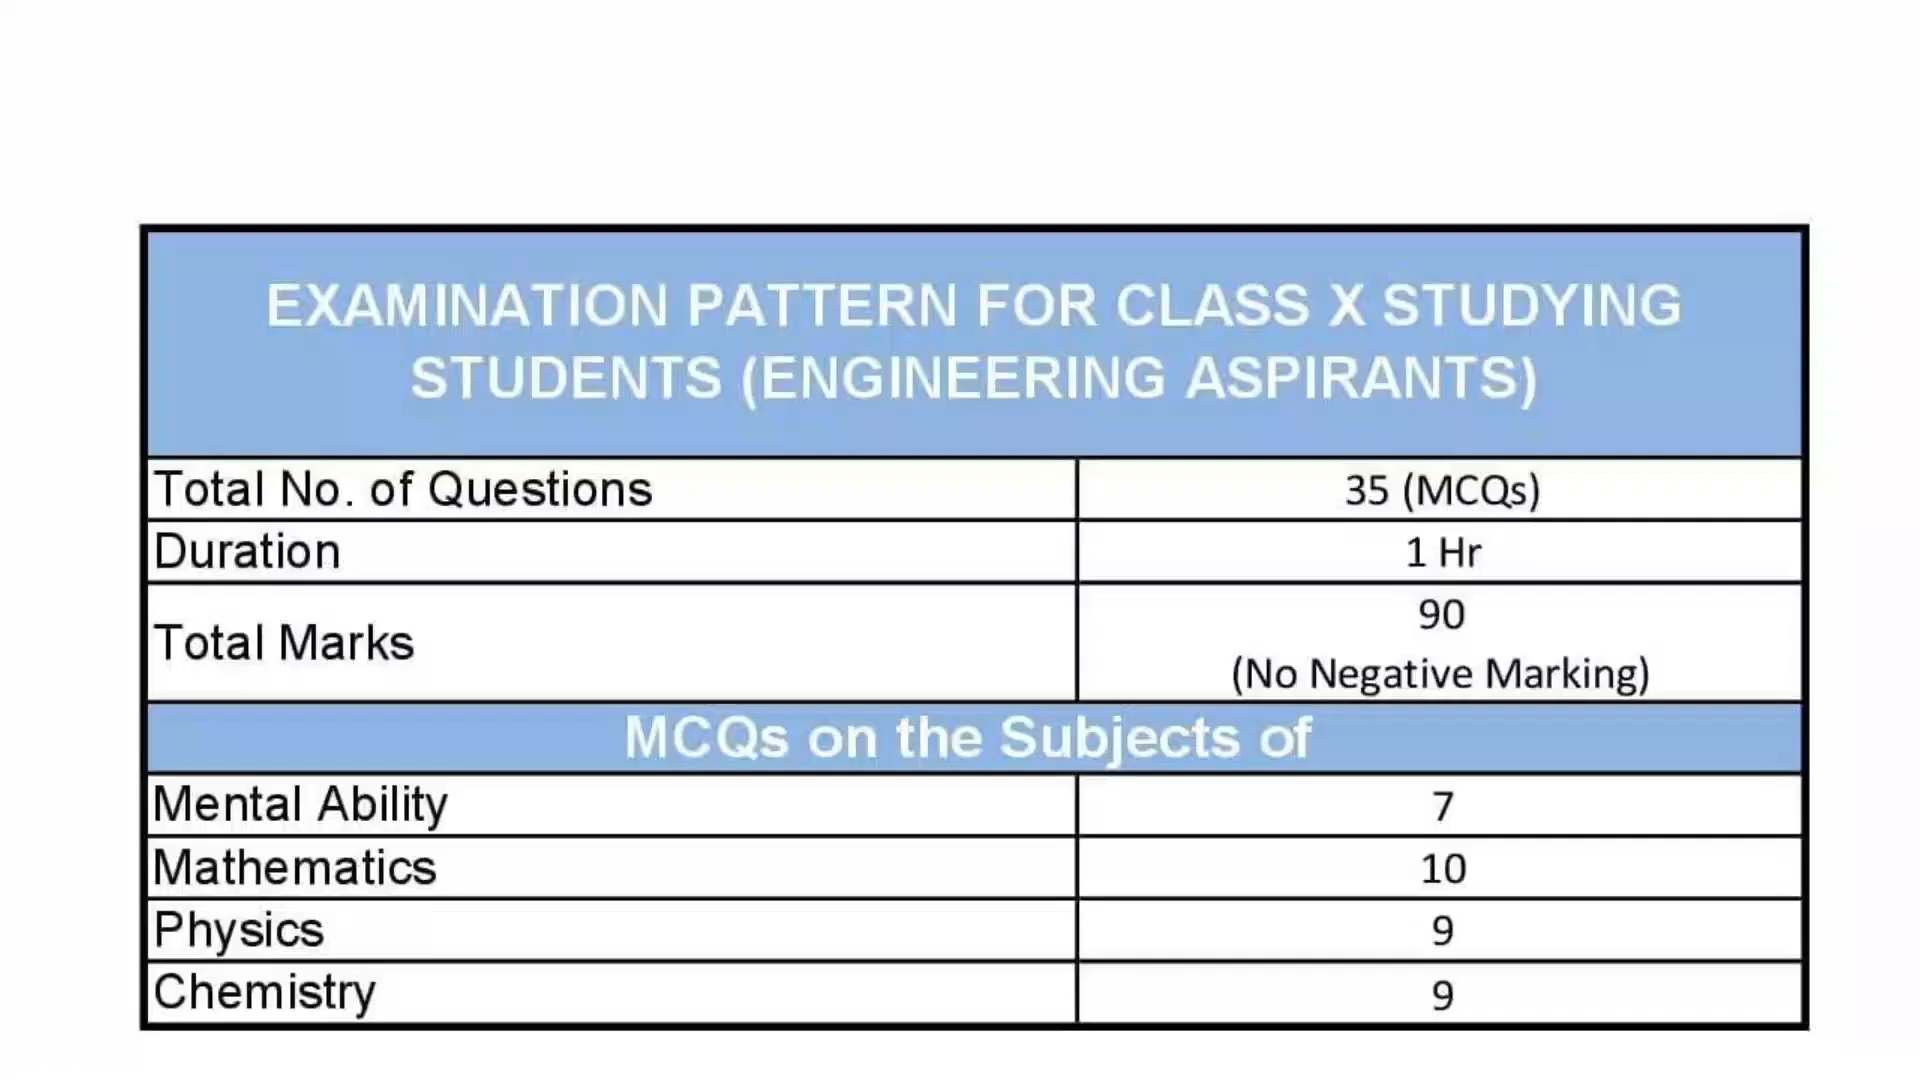 EXAMINATION PATTERN FOR CLASS X STUDYING
STUDENTS (ENGINEERING ASPIRANTS)
Total No. of Questions 35 (MCQs)
Duration 1 Hr
Total Marks 90
(No Negative Marking)
MCQs on the Subjects of
Mental Ability 7
Mathematics 10
Physics 9
Chemistry 9